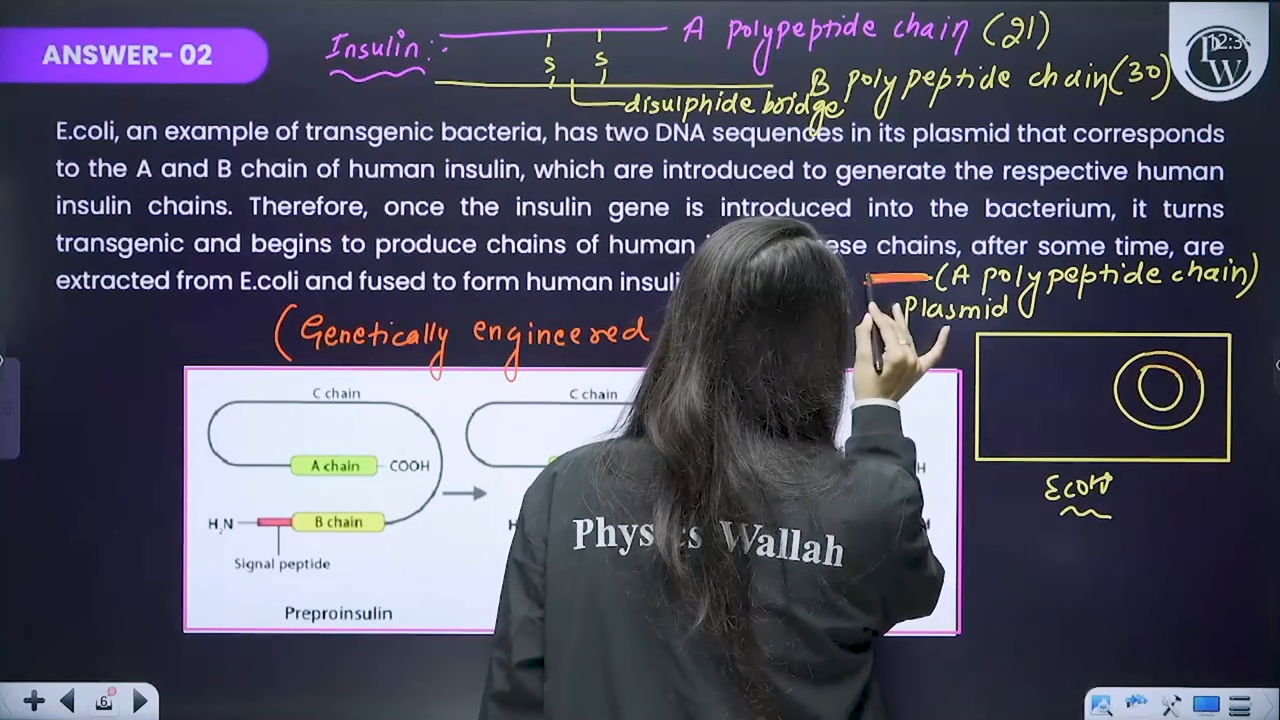 ANSWER- 02
Insulin:
A polypeptide chain (21)
S S
B polypeptide chain(30)
disulphide bridge
E.coli, an example of transgenic bacteria, has two DNA sequences in its plasmid that corresponds
to the A and B chain of human insulin, which are introduced to generate the respective human
insulin chains. Therefore, once the insulin gene is introduced into the bacterium, it turns
transgenic and begins to produce chains of human ese chains, after some time, are
extracted from E.coli and fused to form human insuli
(A polypeptide chain)
Plasmid
(Genetically engineered
C chain
C chain
A chain
COOH
H₂N
B chain
H
H
Signal peptide
Preproinsulin
Physics Wallah
6